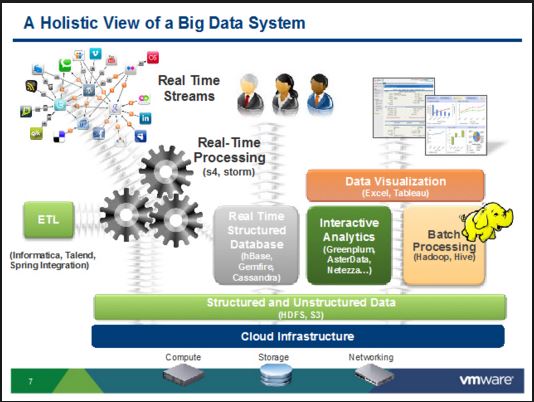 A Holistic View of a Big Data System
Real Time
Streams
Real-Time
Processing
(s4, storm)
Data Visualization
(Excel, Tableau)
ETL
(Informatica, Talend,
Spring Integration)
Real Time
Structured
Database
(hBase,
Gemfire,
Cassandra)
Interactive
Analytics
(Greenplum,
AsterData,
Netezza…)
Batch
Processing
(Hadoop, Hive)
Structured and Unstructured Data
(HDFS, S3)
Cloud Infrastructure
Compute
Storage
Networking
7
vmware